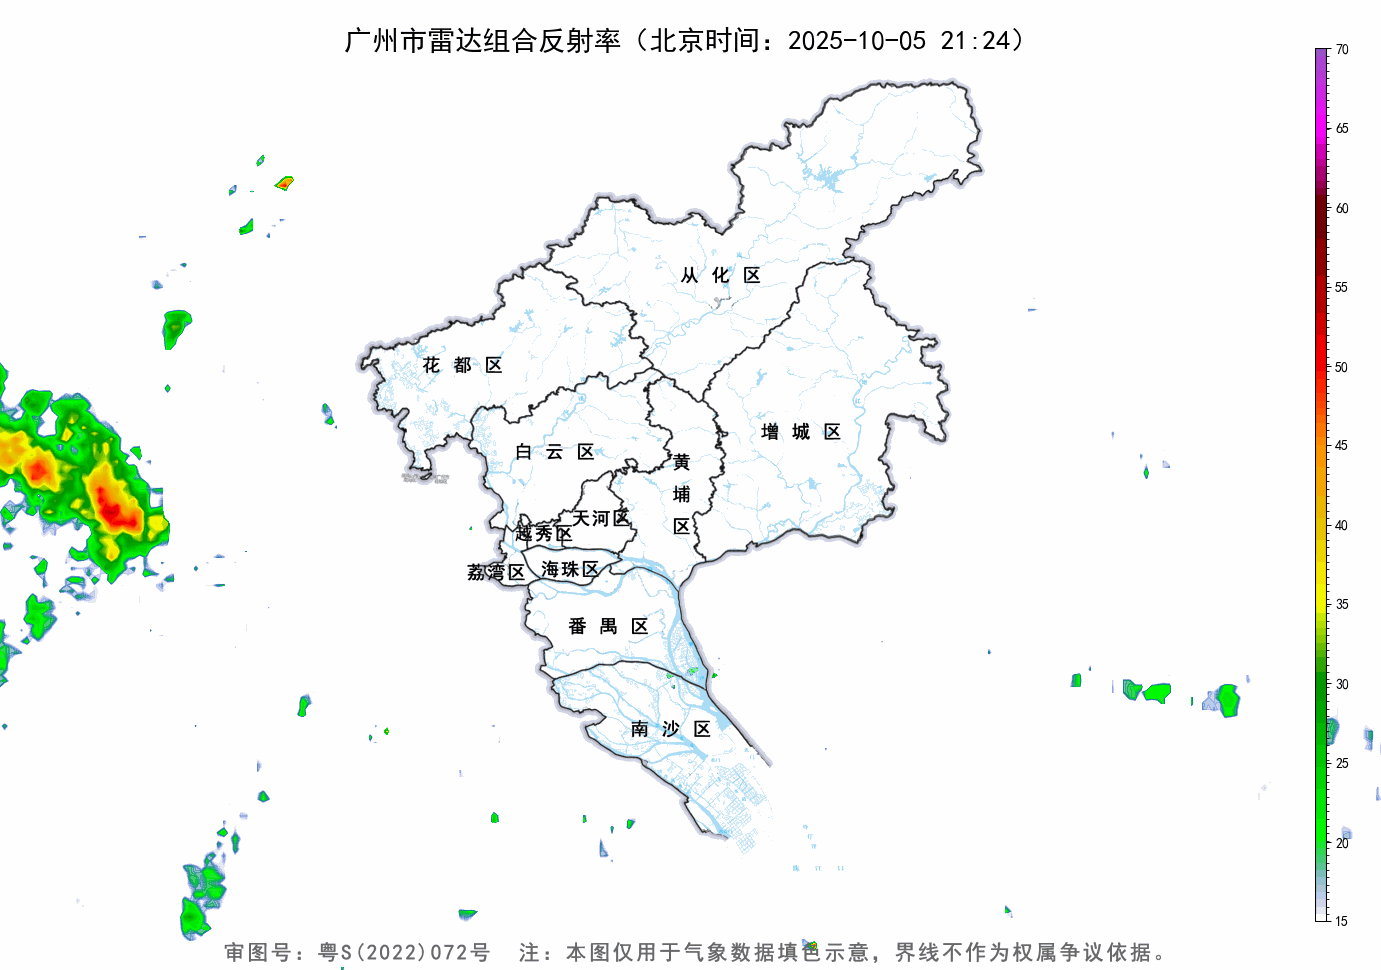 广州市雷达组合反射率（北京时间：2025-10-05 21:24）
70
65
60
55
50
45
40
35
30
25
20
15
从化区
花都区
增城区
白云区
黄埔区
天河区
越秀区
海珠区
荔湾区
番禺区
南沙区
审图号：粤S(2022)072号 注：本图仅用于气象数据填色示意，界线不作为权属争议依据。